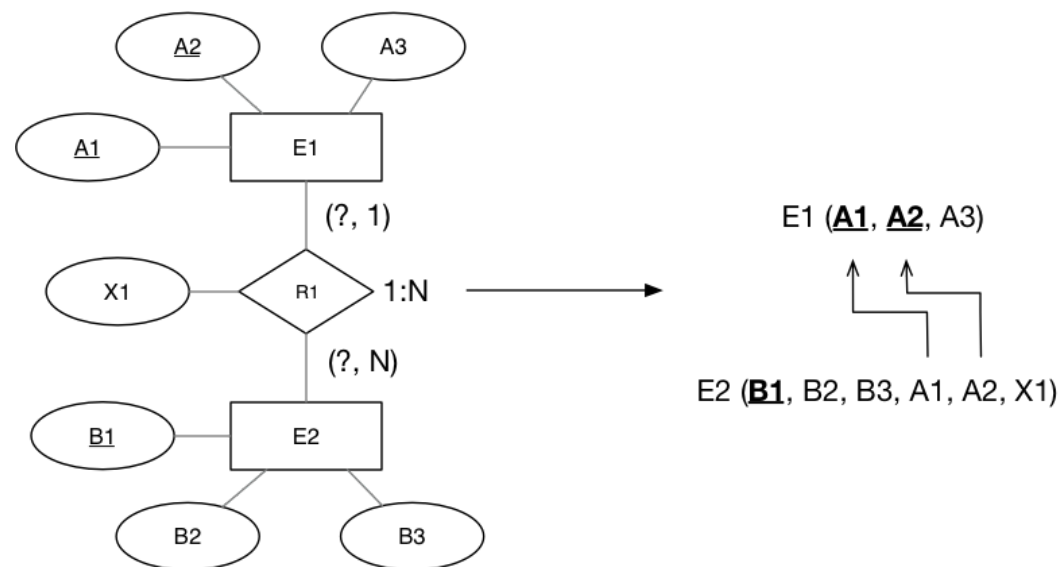 A2
A3
A1
E1
(?, 1)
E1 (A1, A2, A3)
X1
R1
1:N
(?, N)
E2 (B1, B2, B3, A1, A2, X1)
B1
E2
B2
B3